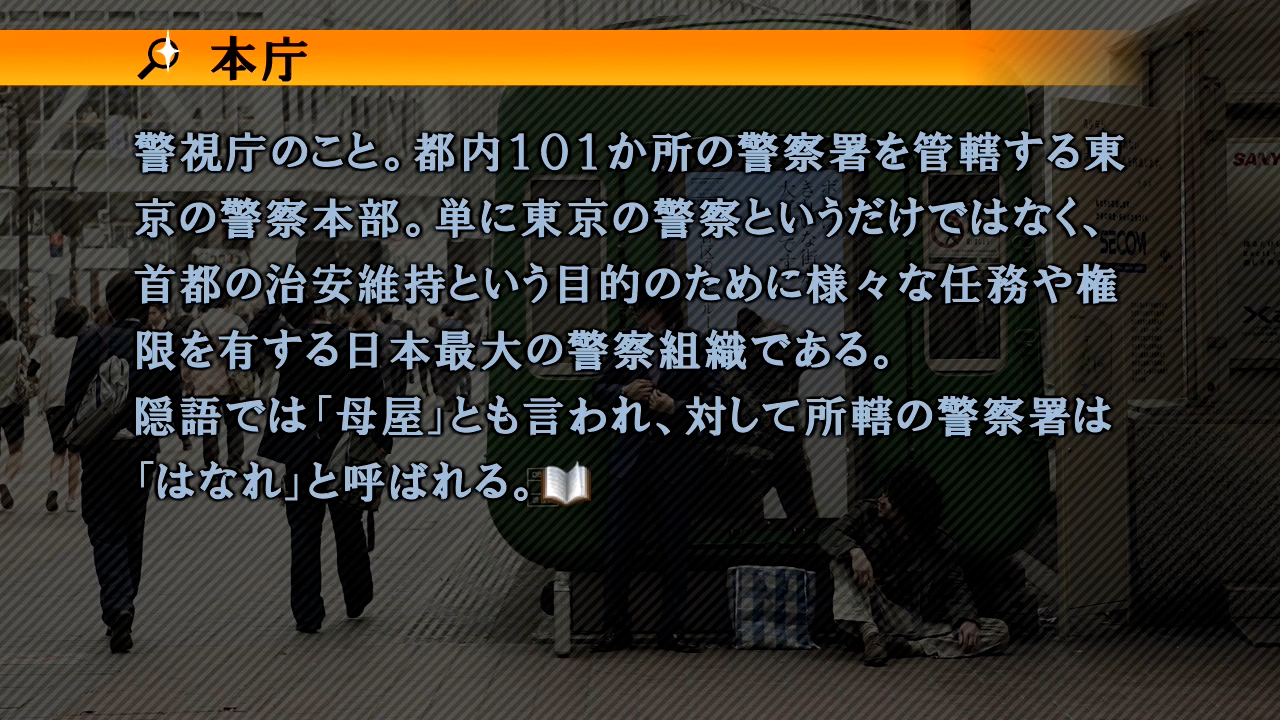 本庁
警視庁のこと。都内101か所の警察署を管轄する東
京の警察本部。単に東京の警察というだけではなく、
首都の治安維持という目的のために様々な任務や権
限を有する日本最大の警察組織である。
隠語では「母屋」とも言われ、対して所轄の警察署は
「はなれ」と呼ばれる。
SANY
SECOM